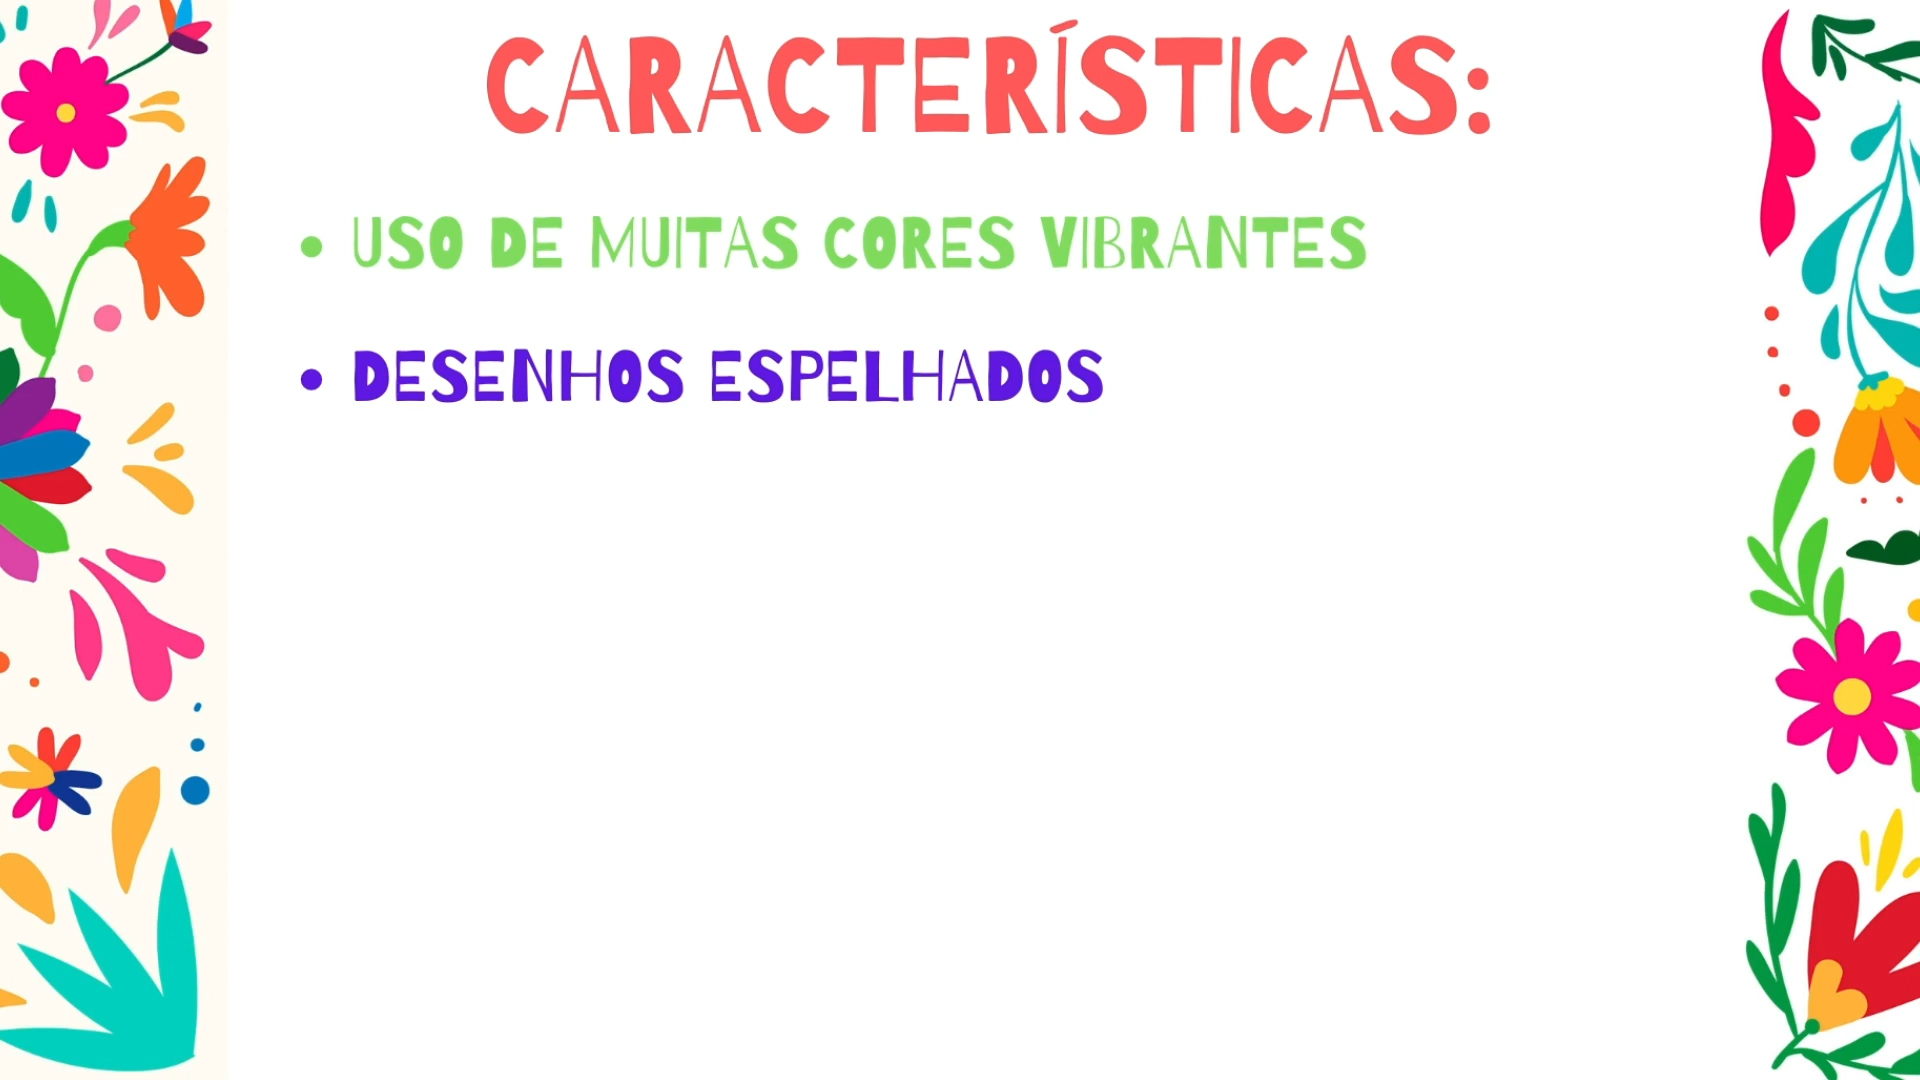 CARACTERÍSTICAS:
• USO DE MUITAS CORES VIBRANTES
• DESENHOS ESPELHADOS